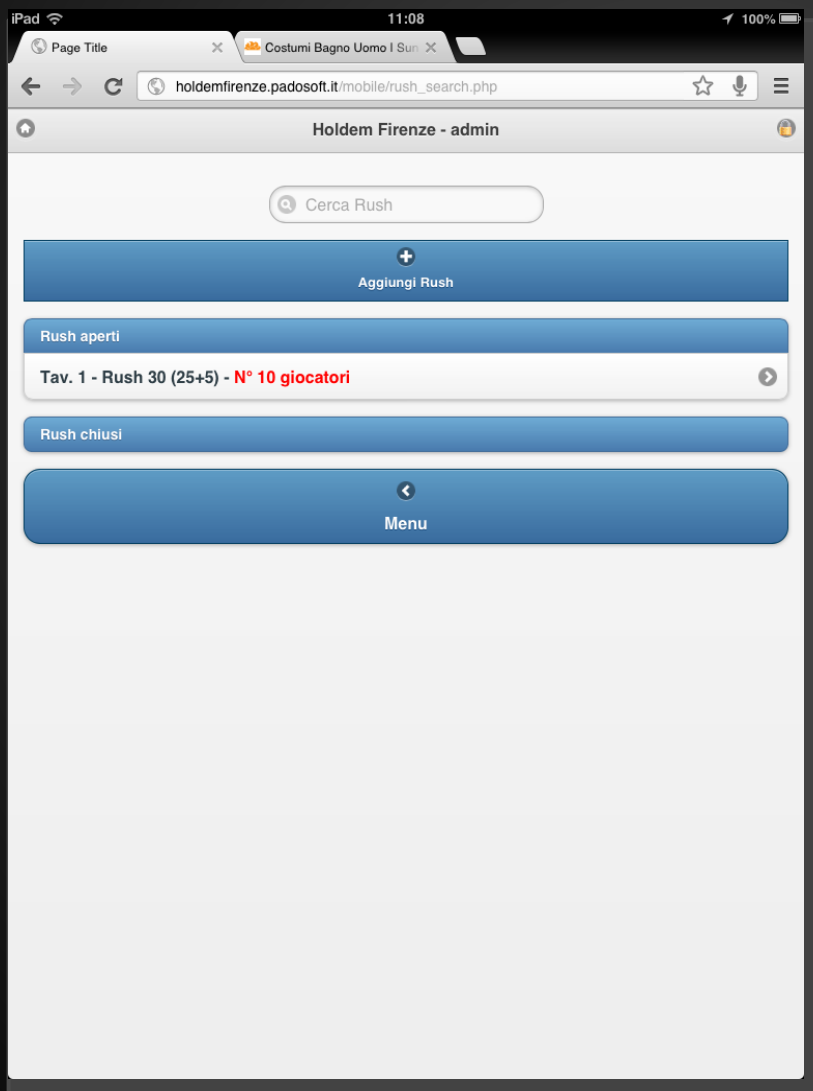 iPad 11:08 100%
Page Title Costumi Bagno Uomo I Sun
holdemfirenze.padosoft.it/mobile/rush_search.php
Holdem Firenze - admin
Cerca Rush
Aggiungi Rush
Rush aperti
Tav. 1 - Rush 30 (25+5) - N° 10 giocatori
Rush chiusi
Menu